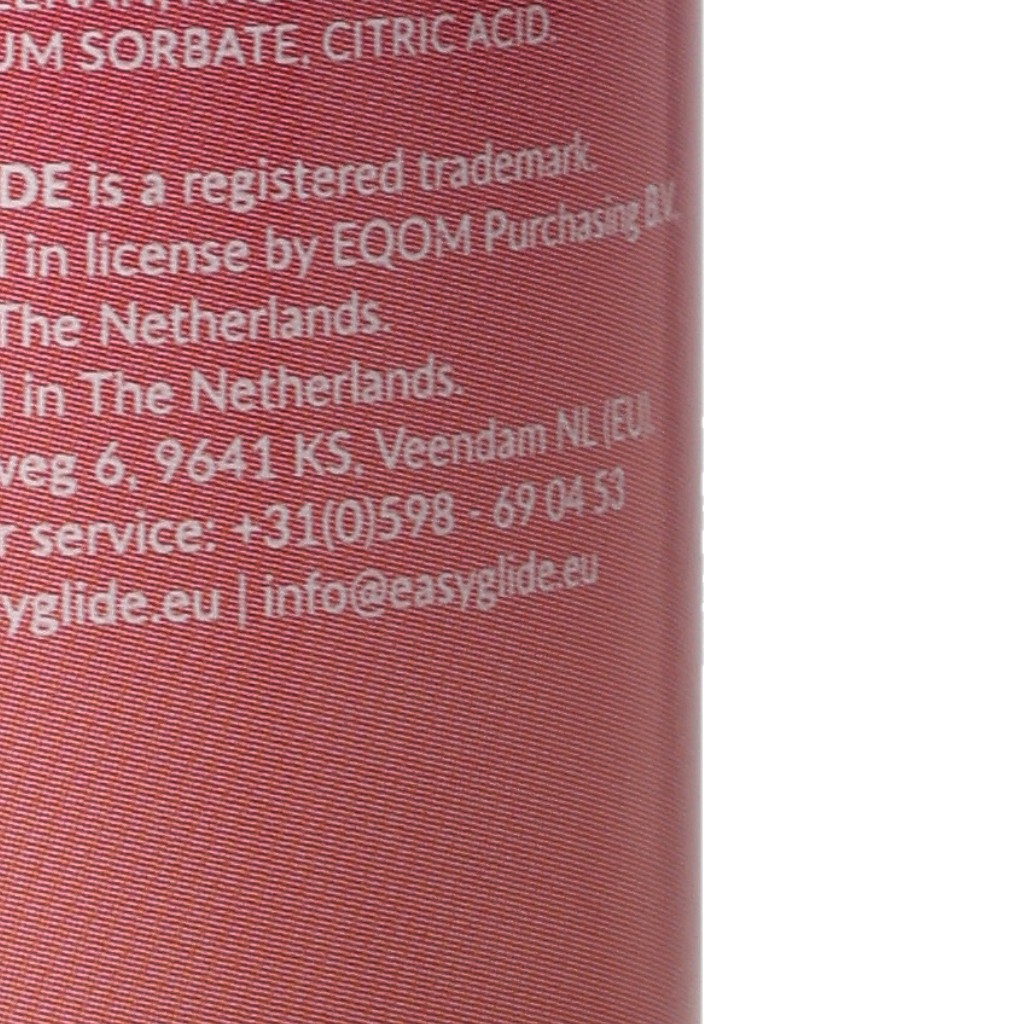 UM SORBATE, CITRIC ACID.
DE is a registered trademark.
in license by EQOM Purchasing B.V.
The Netherlands.
in The Netherlands.
weg 6, 9641 KS, Veendam NL (EU).
r service: +31(0)598 - 69 04 53
yglide.eu | info@easyglide.eu